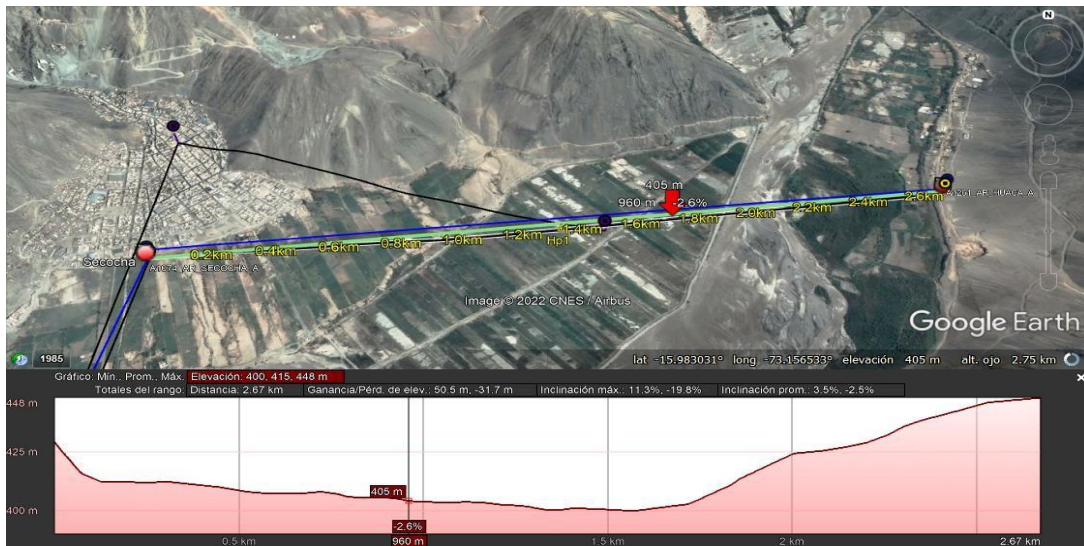 N
405 m
960 m -2.6%
A1261_AR_HUACA_A
0.2km 0.4km 0.6km 0.8km 1.0km 1.2km 1.4km 1.6km 1.8km 2.0km 2.2km 2.4km 2.6km
Hp1
Secocha
A1074_AR_SECOCHA_A
Image © 2022 CNES / Airbus
Google Earth
1985
lat -15.983031° long -73.156533° elevación 405 m alt. ojo 2.75 km
Gráfico: Mín., Prom., Máx. Elevación: 400, 415, 448 m
Totales del rango: Distancia: 2.67 km Ganancia/Pérd. de elev.: 50.5 m, -31.7 m Inclinación máx.: 11.3%, -19.8% Inclinación prom.: 3.5%, -2.5%
448 m
425 m
405 m
400 m
-2.6%
0.5 km 960 m 1.5 km 2 km 2.67 km